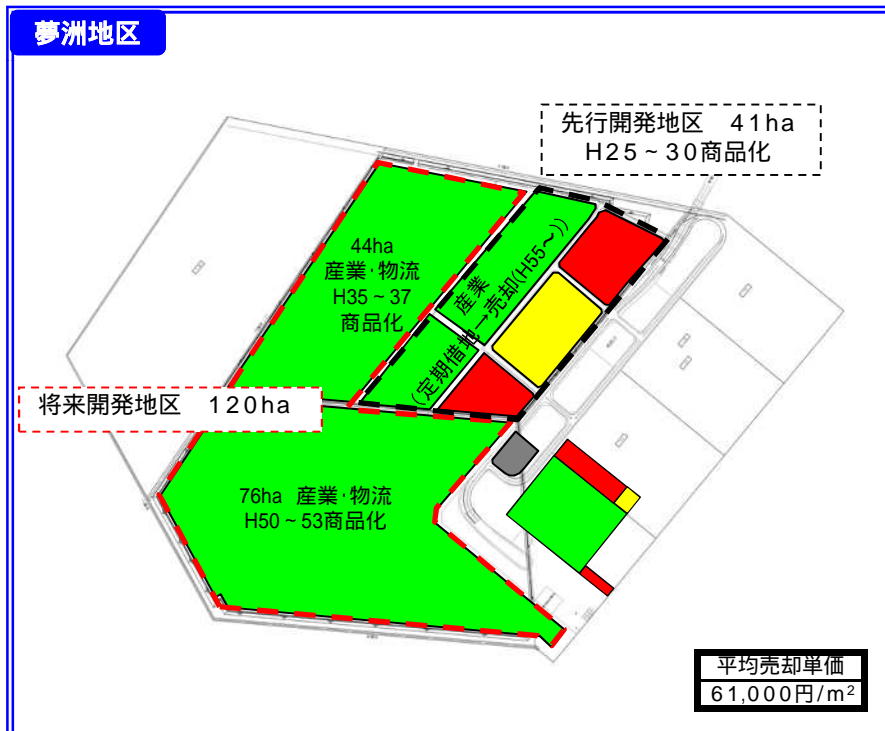 夢洲地区
先行開発地区 41ha
H25~30商品化
44ha
産業・物流
H35~37
商品化
産業
(定期借地→売却(H55~))
将来開発地区 120ha
76ha 産業・物流
H50~53商品化
平均売却単価
61,000円/m²